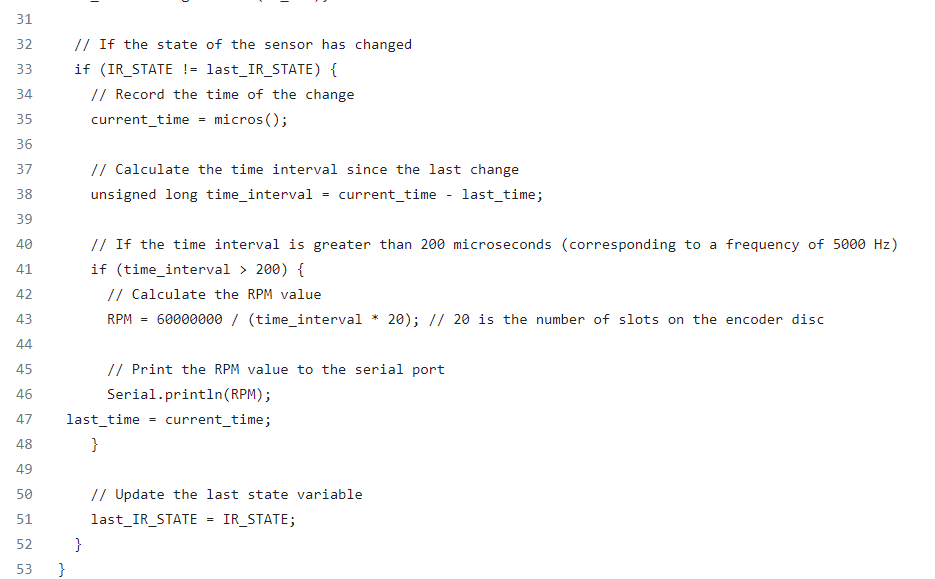 31
32 // If the state of the sensor has changed
33 if (IR_STATE != last_IR_STATE) {
34 // Record the time of the change
35 current_time = micros();
36
37 // Calculate the time interval since the last change
38 unsigned long time_interval = current_time - last_time;
39
40 // If the time interval is greater than 200 microseconds (corresponding to a frequency of 5000 Hz)
41 if (time_interval > 200) {
42 // Calculate the RPM value
43 RPM = 60000000 / (time_interval * 20); // 20 is the number of slots on the encoder disc
44
45 // Print the RPM value to the serial port
46 Serial.println(RPM);
47 last_time = current_time;
48 }
49
50 // Update the last state variable
51 last_IR_STATE = IR_STATE;
52 }
53 }